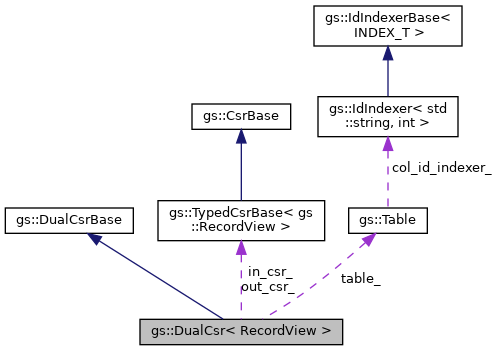 gs::IdIndexerBase<
INDEX_T >
gs::CsrBase
gs::IdIndexer< std
::string, int >
col_id_indexer_
gs::DualCsrBase
gs::TypedCsrBase< gs
::RecordView >
gs::Table
in_csr_
out_csr_
table_
gs::DualCsr< RecordView >